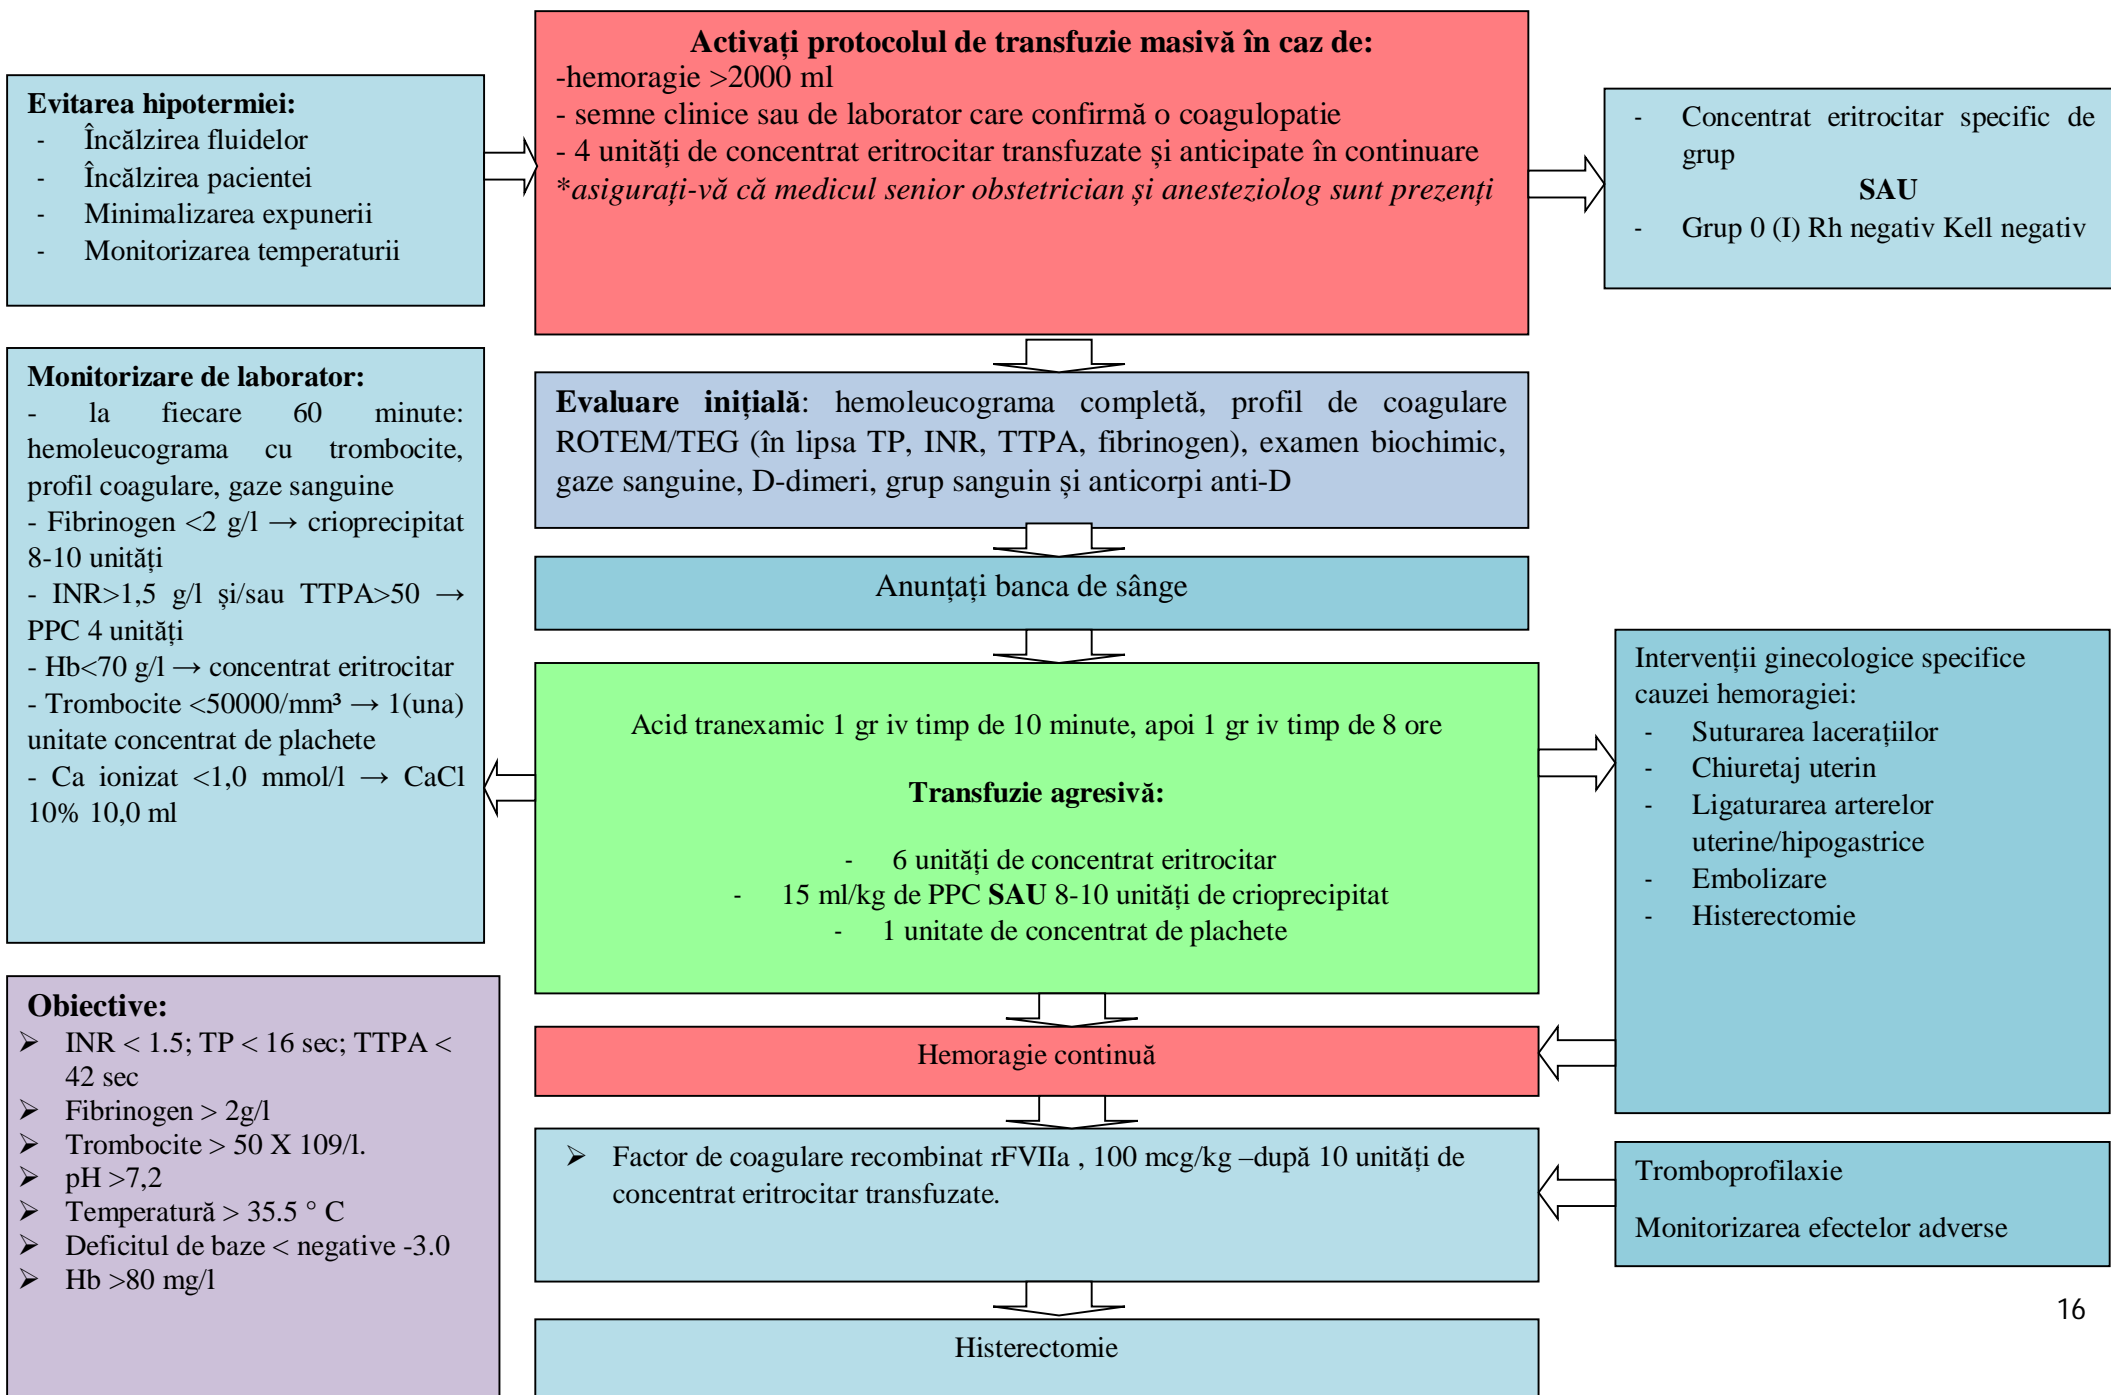 Activați protocolul de transfuzie masivă în caz de:
-hemoragie >2000 ml
- semne clinice sau de laborator care confirmă o coagulopatie
- 4 unități de concentrat eritrocitar transfuzate și anticipate în continuare
*asigurați-vă că medicul senior obstetrician și anesteziolog sunt prezenți
Evitarea hipotermiei:
- Încălzirea fluidelor
- Încălzirea pacientei
- Minimalizarea expunerii
- Monitorizarea temperaturii
- Concentrat eritrocitar specific de
grup
SAU
- Grup 0 (I) Rh negativ Kell negativ
Monitorizare de laborator:
- la fiecare 60 minute:
hemoleucograma cu trombocite,
profil coagulare, gaze sanguine
- Fibrinogen <2 g/l → crioprecipitat
8-10 unități
- INR>1,5 g/l și/sau TTPA>50 →
PPC 4 unități
- Hb<70 g/l → concentrat eritrocitar
- Trombocite <50000/mm³ → 1(una)
unitate concentrat de plachete
- Ca ionizat <1,0 mmol/l → CaCl
10% 10,0 ml
Evaluare inițială: hemoleucograma completă, profil de coagulare
ROTEM/TEG (în lipsa TP, INR, TTPA, fibrinogen), examen biochimic,
gaze sanguine, D-dimeri, grup sanguin și anticorpi anti-D
Anunțați banca de sânge
Acid tranexamic 1 gr iv timp de 10 minute, apoi 1 gr iv timp de 8 ore
Transfuzie agresivă:
- 6 unități de concentrat eritrocitar
- 15 ml/kg de PPC SAU 8-10 unități de crioprecipitat
- 1 unitate de concentrat de plachete
Intervenții ginecologice specifice
cauzei hemoragiei:
- Suturarea lacerațiilor
- Chiuretaj uterin
- Ligaturarea arterelor
uterine/hipogastrice
- Embolizare
- Histerectomie
Obiective:
➢ INR < 1.5; TP < 16 sec; TTPA <
42 sec
➢ Fibrinogen > 2g/l
➢ Trombocite > 50 X 109/l.
➢ pH >7,2
➢ Temperatură > 35.5 ° C
➢ Deficitul de baze < negative -3.0
➢ Hb >80 mg/l
Hemoragie continuă
➢ Factor de coagulare recombinat rFVIIa , 100 mcg/kg –după 10 unități de
concentrat eritrocitar transfuzate.
Tromboprofilaxie
Monitorizarea efectelor adverse
Histerectomie
16